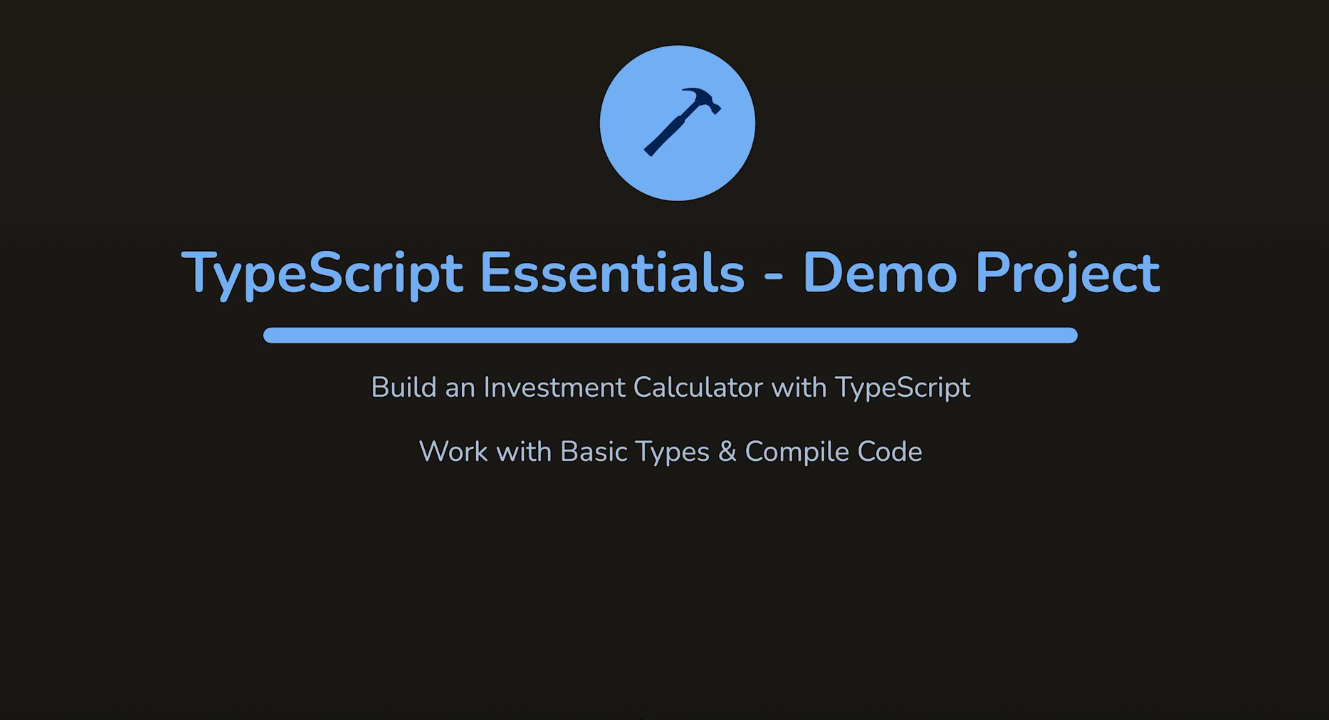 TypeScript Essentials - Demo Project
Build an Investment Calculator with TypeScript
Work with Basic Types & Compile Code